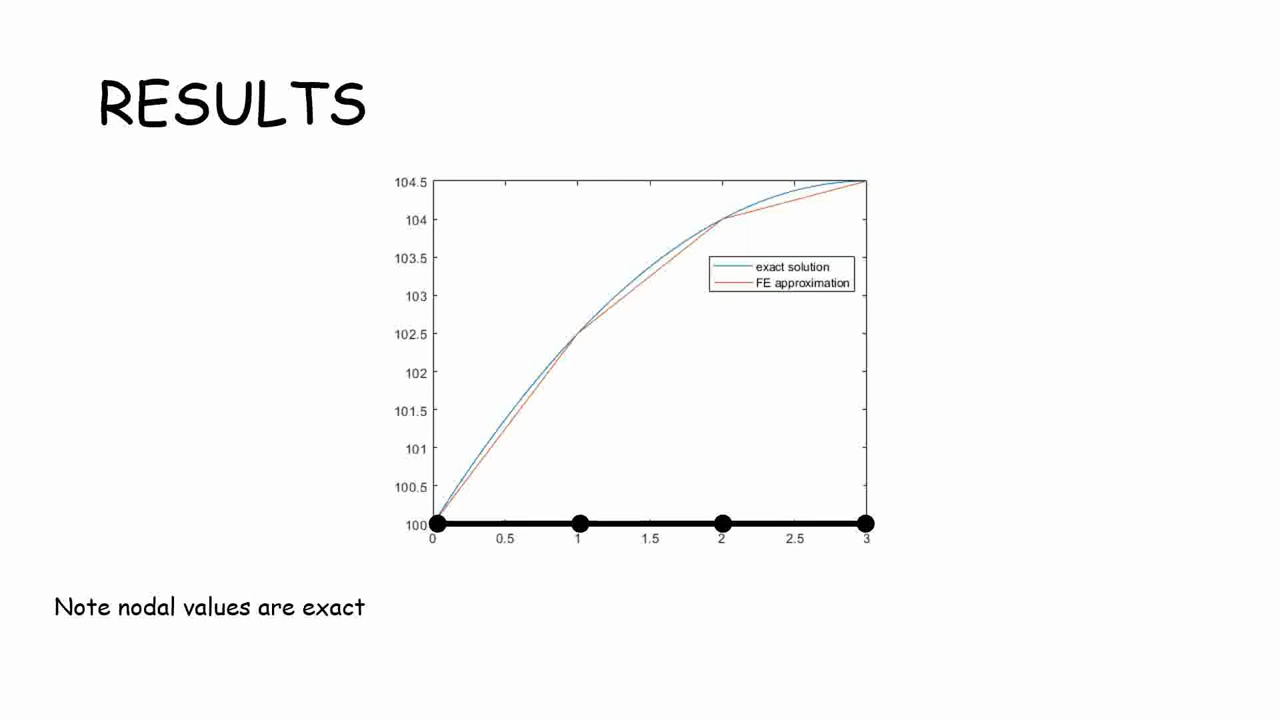 RESULTS
104.5
104
103.5
103
102.5
102
101.5
101
100.5
100
exact solution
FE approximation
0 0.5 1 1.5 2 2.5 3
Note nodal values are exact